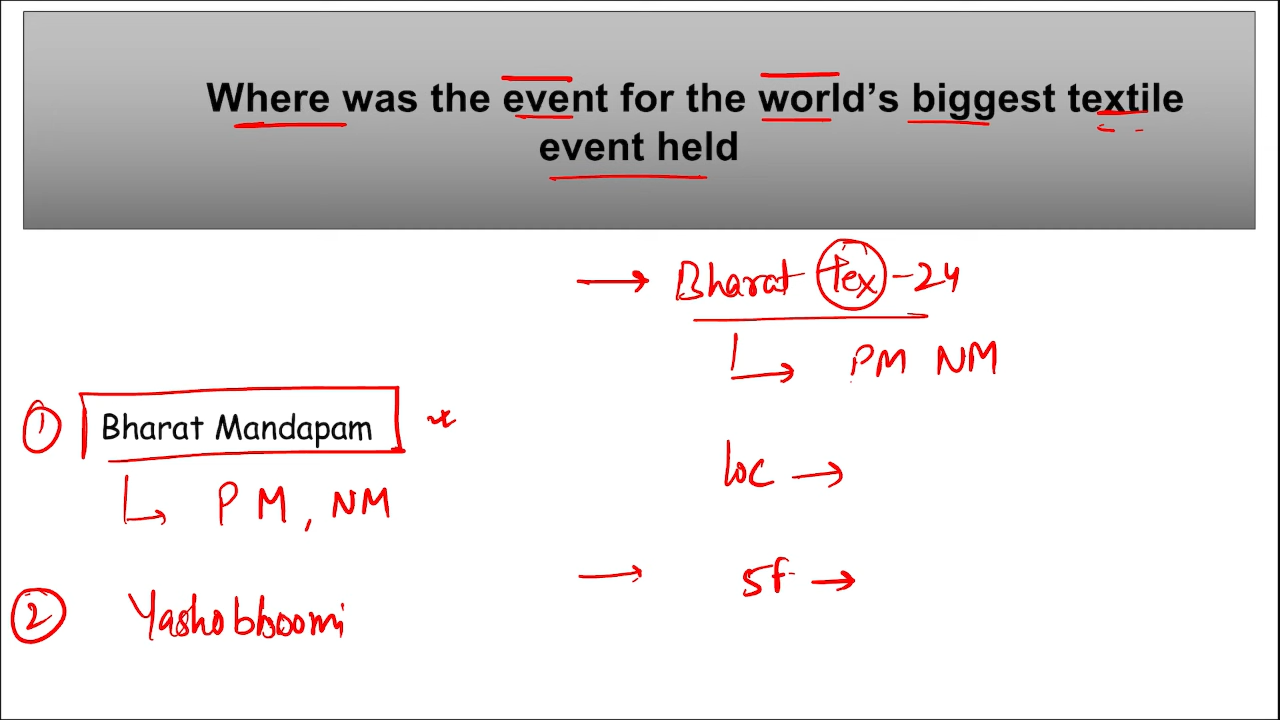 Where was the event for the world's biggest textile
event held
→ Bharat Tex - 24
↳ PM NM
① Bharat Mandapam *
↳ PM, NM
loc →
→ 5f →
② Yashobhoomi